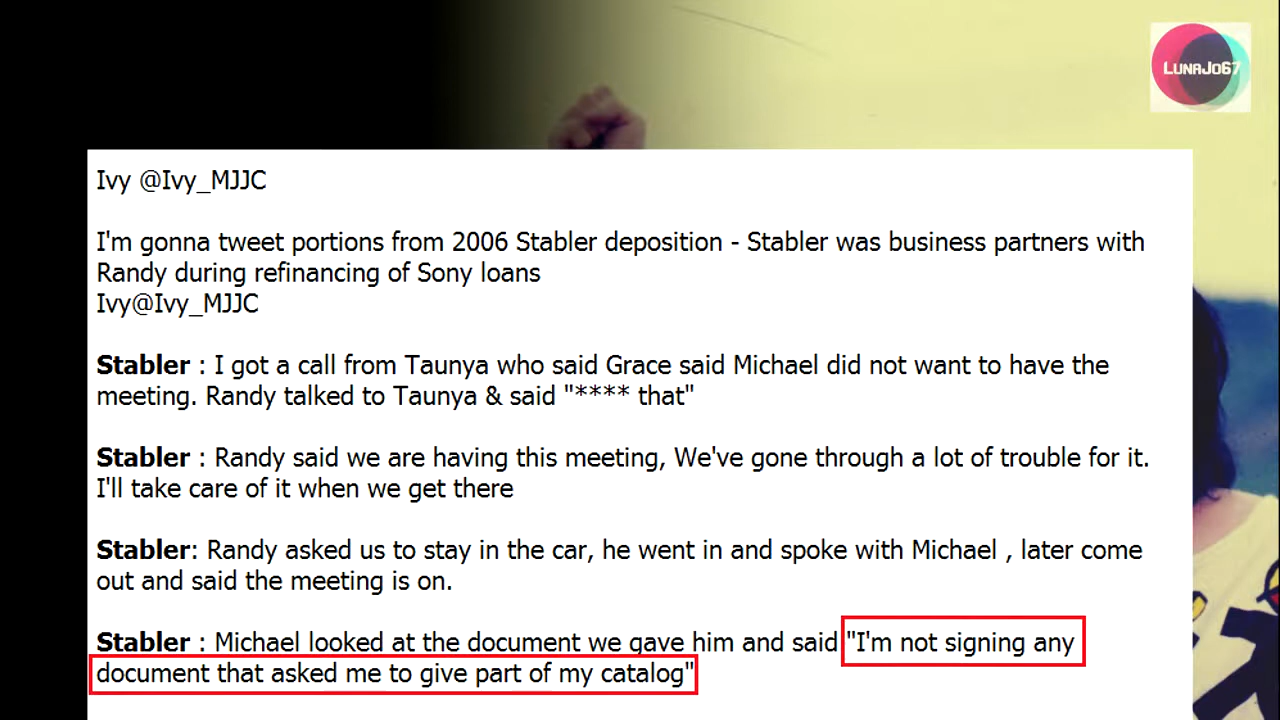 LUNAJO67
Ivy @Ivy_MJJC
I'm gonna tweet portions from 2006 Stabler deposition - Stabler was business partners with
Randy during refinancing of Sony loans
Ivy@Ivy_MJJC
Stabler : I got a call from Taunya who said Grace said Michael did not want to have the
meeting. Randy talked to Taunya & said "**** that"
Stabler : Randy said we are having this meeting, We've gone through a lot of trouble for it.
I'll take care of it when we get there
Stabler: Randy asked us to stay in the car, he went in and spoke with Michael , later come
out and said the meeting is on.
Stabler : Michael looked at the document we gave him and said "I'm not signing any
document that asked me to give part of my catalog"